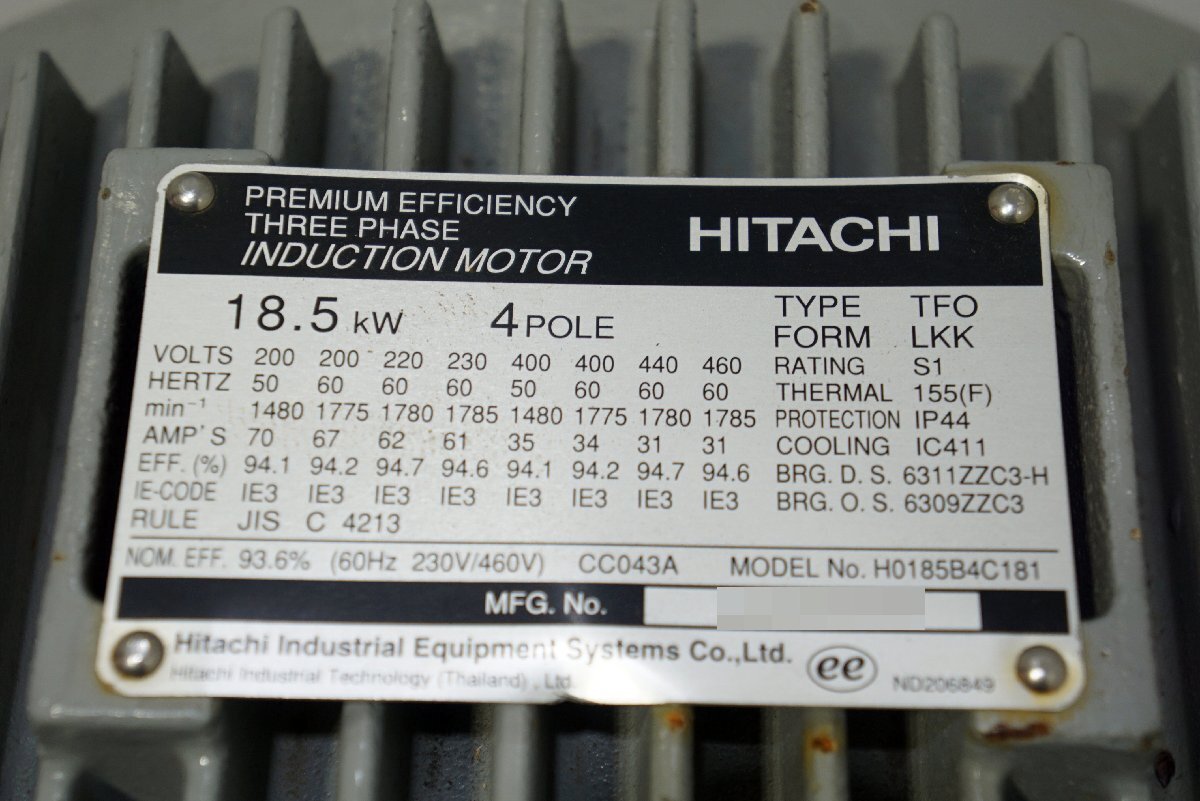 PREMIUM EFFICIENCY
THREE PHASE
INDUCTION MOTOR
HITACHI
18.5 kW 4 POLE
TYPE TFO
FORM LKK
VOLTS 200 200 220 230 400 400 440 460 RATING S1
HERTZ 50 60 60 60 50 60 60 60 THERMAL 155(F)
min⁻¹ 1480 1775 1780 1785 1480 1775 1780 1785 PROTECTION IP44
AMP'S 70 67 62 61 35 34 31 31 COOLING IC411
EFF. (%) 94.1 94.2 94.7 94.6 94.1 94.2 94.7 94.6 BRG. D. S. 6311ZZC3-H
IE-CODE IE3 IE3 IE3 IE3 IE3 IE3 IE3 IE3 BRG. O. S. 6309ZZC3
RULE JIS C 4213
NOM. EFF. 93.6% (60Hz 230V/460V) CC043A MODEL No. H0185B4C181
MFG. No.
Hitachi Industrial Equipment Systems Co.,Ltd.
Hitachi Industrial Technology (Thailand) , Ltd.
ee
ND206849